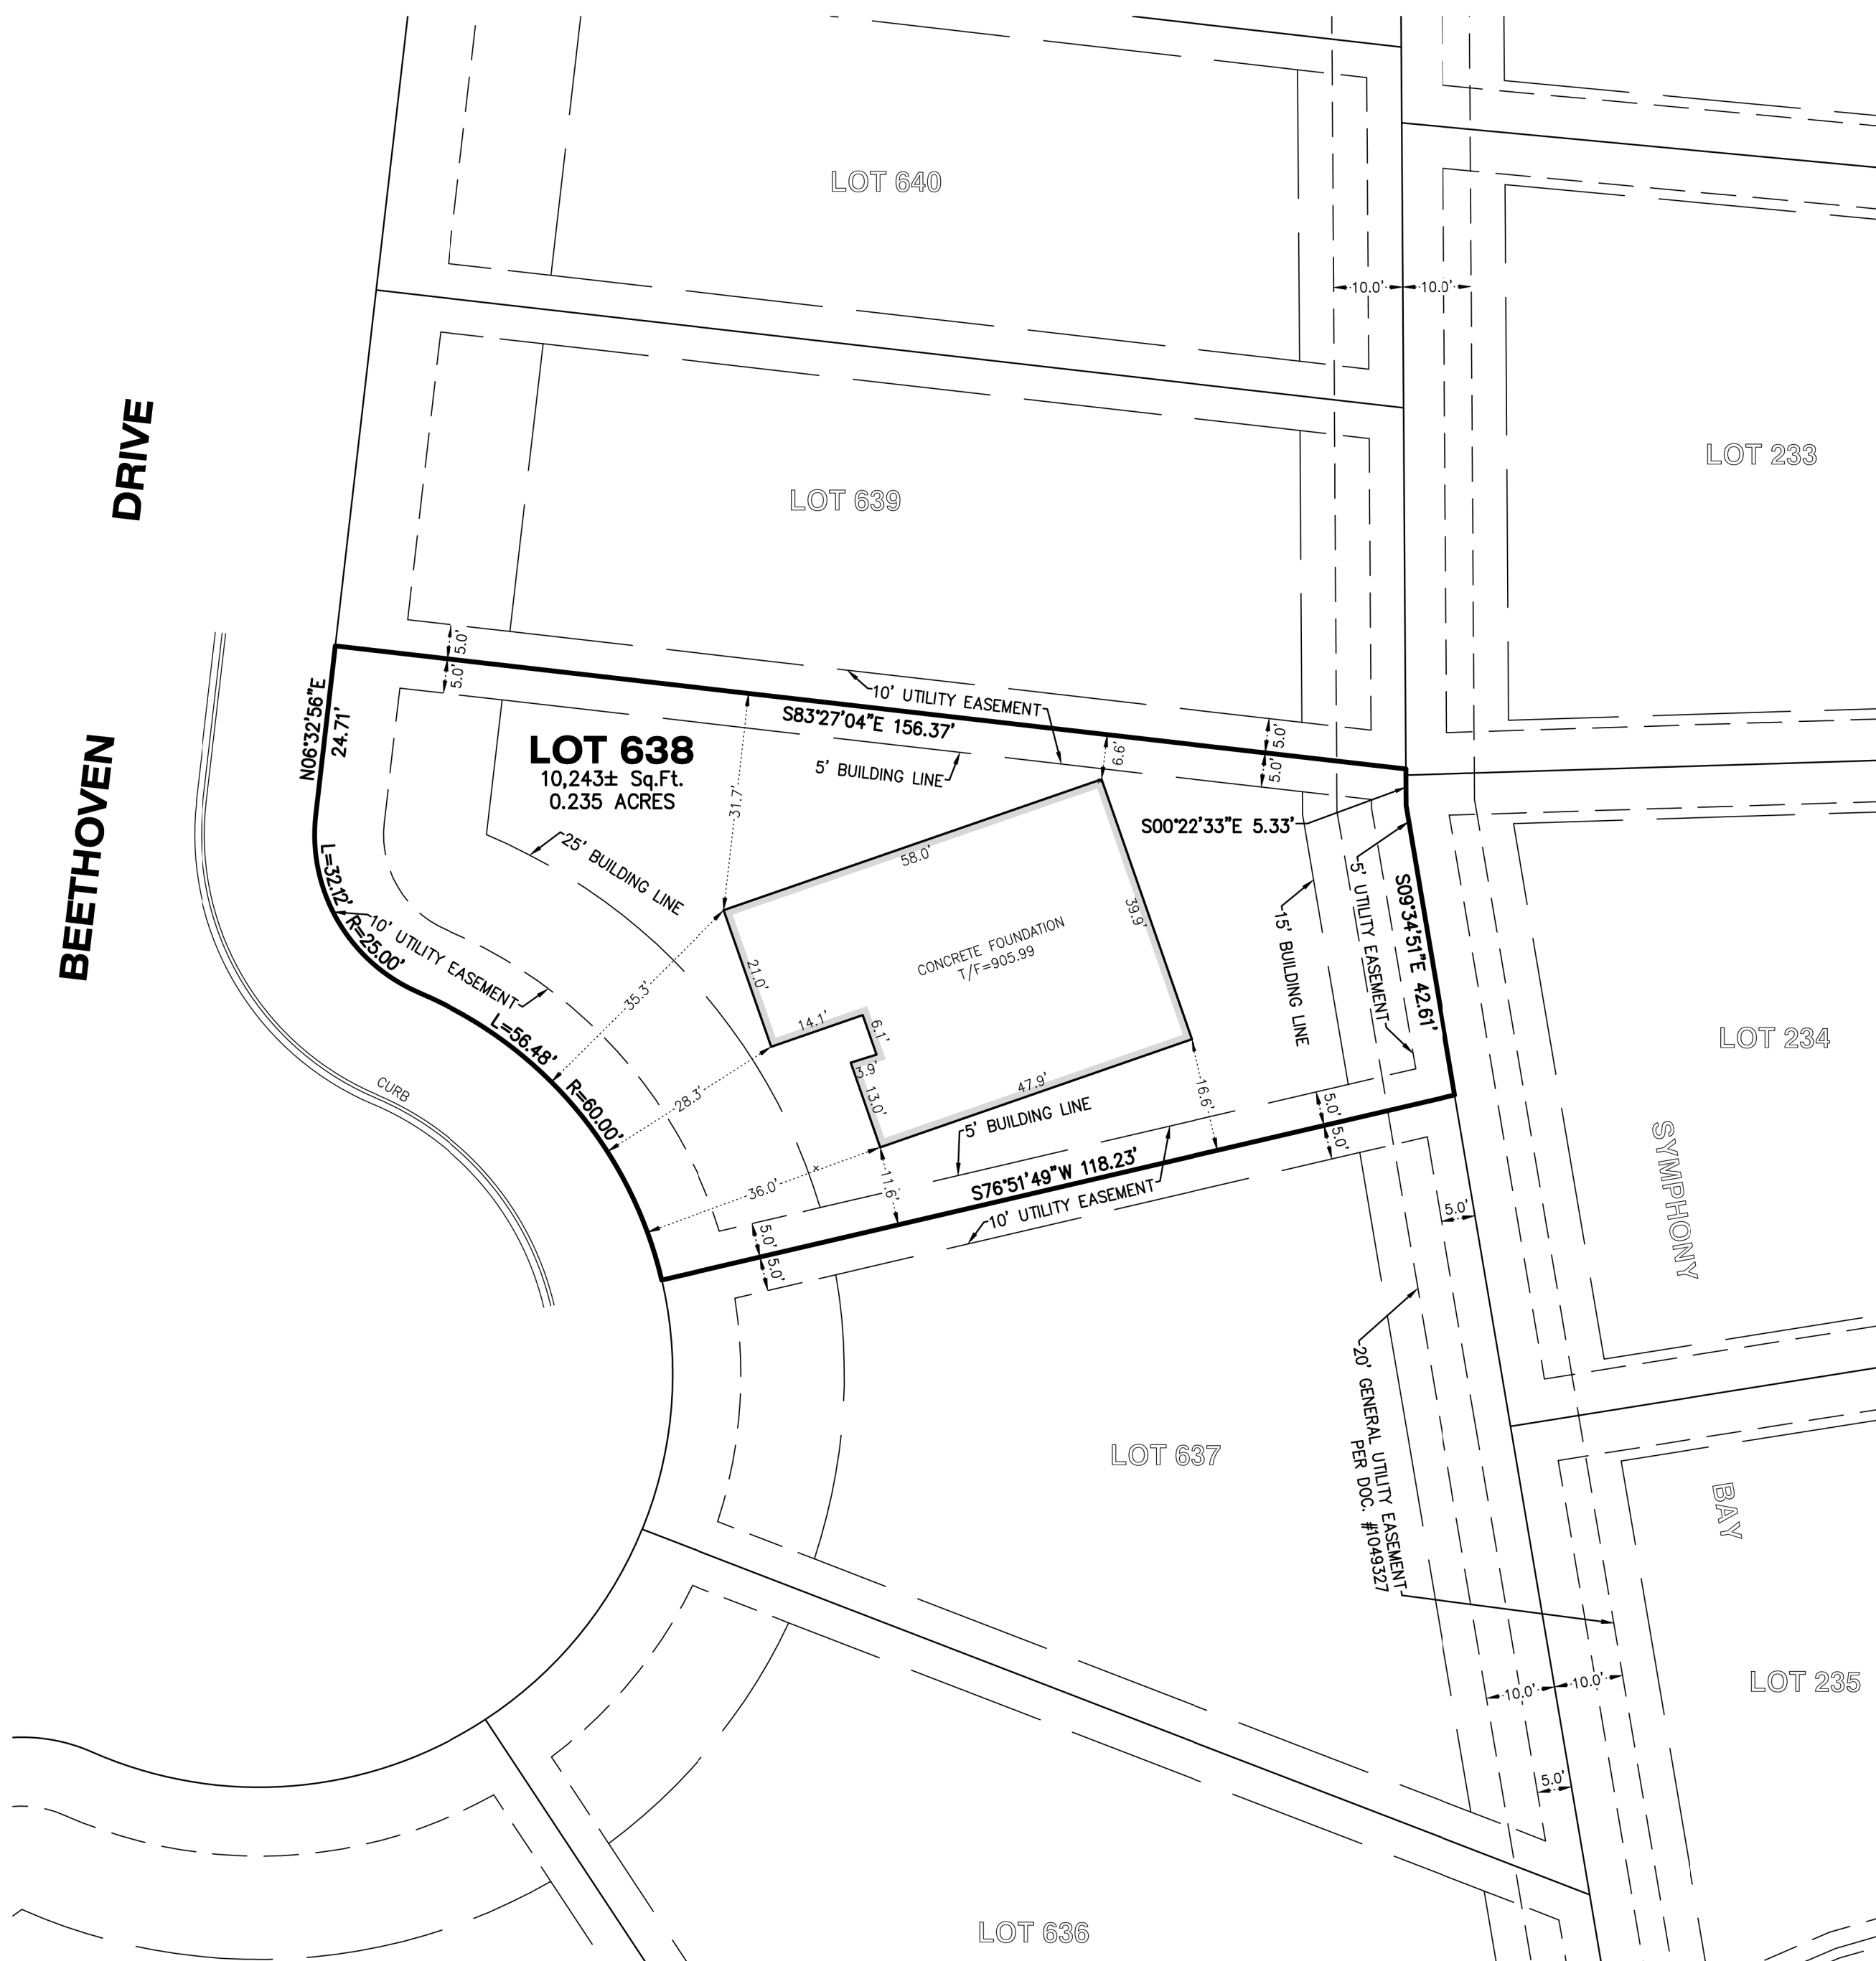 LOT 640
10.0' 10.0'
DRIVE
LOT 233
LOT 639
5.0'
5.0'
10' UTILITY EASEMENT
S83°27'04"E 156.37'
N06°32'56"E
24.71'
LOT 638
10,243± Sq.Ft.
0.235 ACRES
5' BUILDING LINE
6.6'
5.0'
5.0'
BEETHOVEN
31.7'
S00°22'33"E 5.33'
25' BUILDING LINE
58.0'
L=32.12' R=25.00'
10' UTILITY EASEMENT
39.9'
CONCRETE FOUNDATION
T/F=905.99
15' BUILDING LINE
5' UTILITY EASEMENT
S09°34'51"E 42.61'
21.0'
35.3'
14.1'
6.1'
L=56.48' R=60.00'
LOT 234
3.9'
13.0'
47.9'
28.3'
CURB
16.6'
5' BUILDING LINE
5.0'
5.0'
S76°51'49"W 118.23'
36.0'
11.6'
10' UTILITY EASEMENT
5.0'
5.0'
5.0'
SYMPHONY
20' GENERAL UTILITY EASEMENT
PER DOC. #1049327
LOT 637
BAY
LOT 235
10.0' 10.0'
5.0'
LOT 636